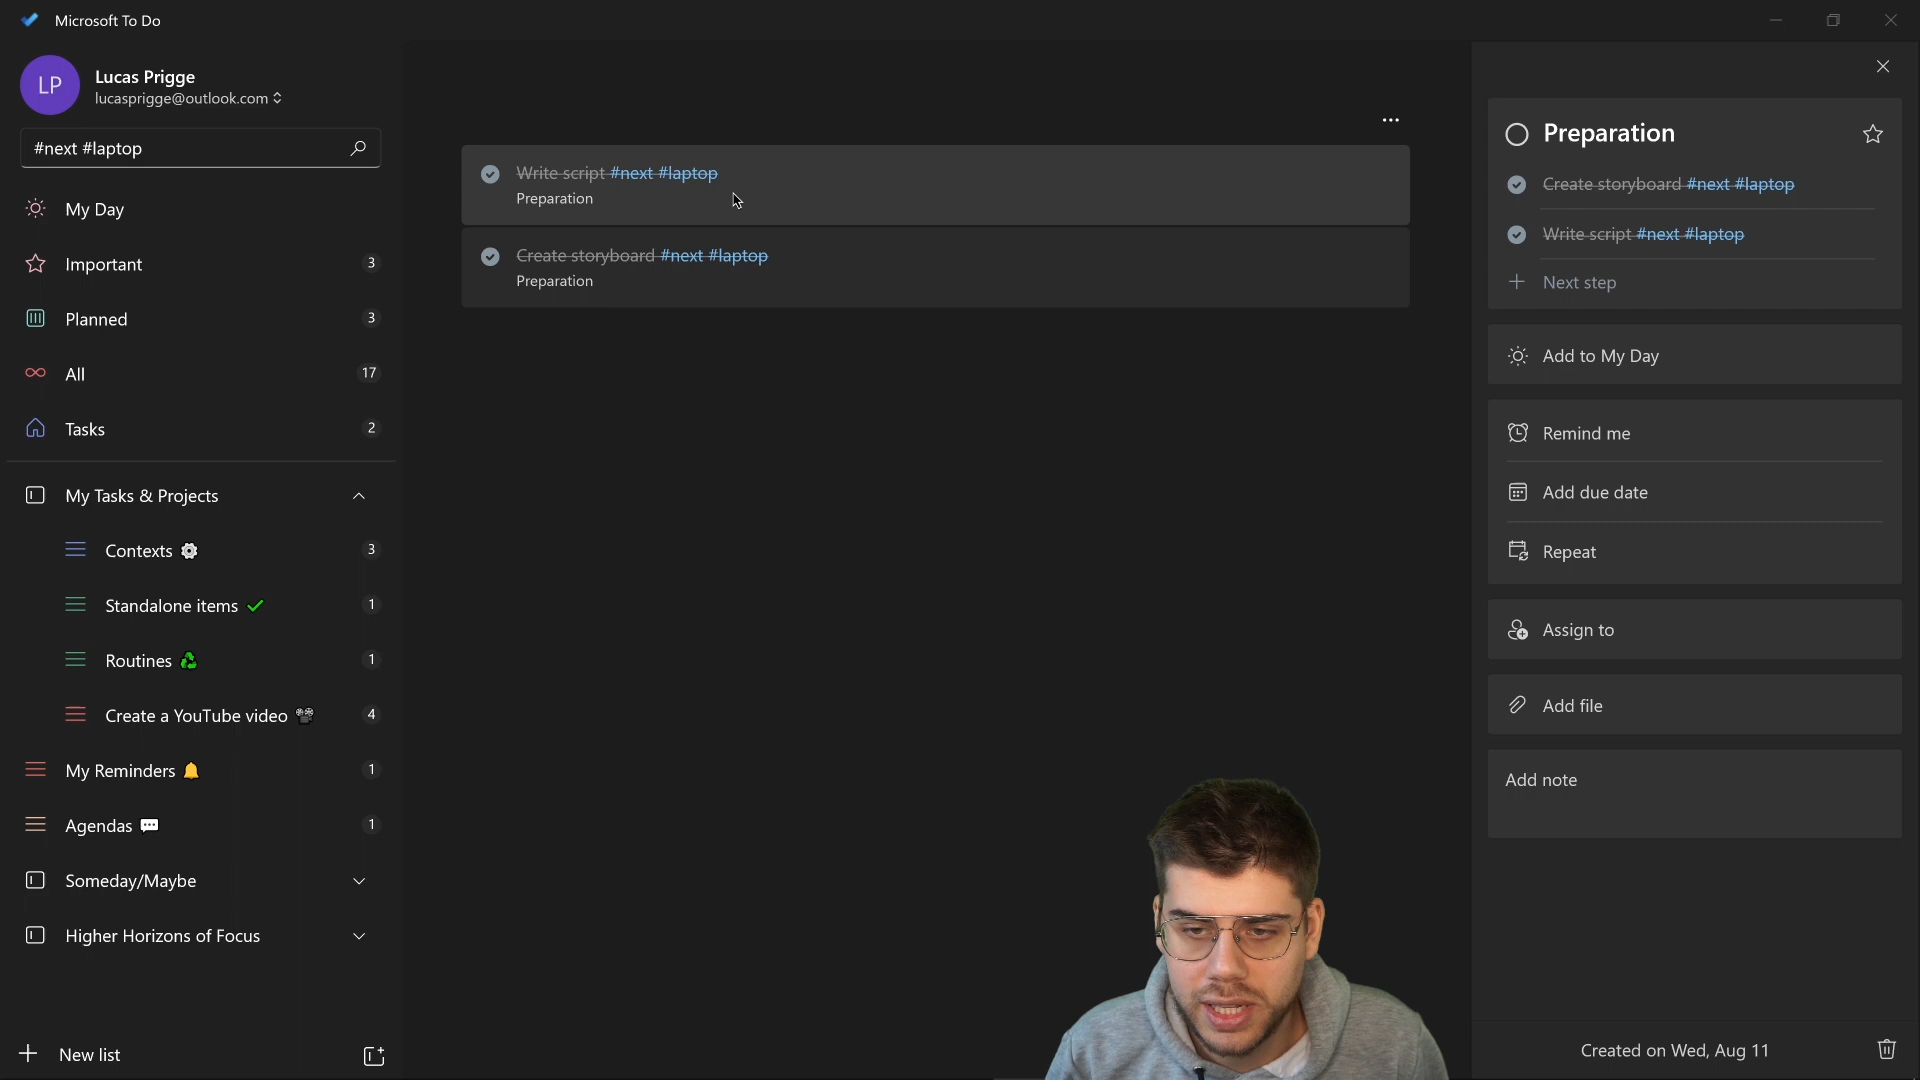 Microsoft To Do
LP
Lucas Prigge
lucasprigge@outlook.com
#next #laptop
My Day
Important 3
Planned 3
All 17
Tasks 2
My Tasks & Projects
Contexts 3
Standalone items 1
Routines 1
Create a YouTube video 4
My Reminders 1
Agendas 1
Someday/Maybe
Higher Horizons of Focus
New list
Write script #next #laptop
Preparation
Create storyboard #next #laptop
Preparation
Preparation
Create storyboard #next #laptop
Write script #next #laptop
Next step
Add to My Day
Remind me
Add due date
Repeat
Assign to
Add file
Add note
Created on Wed, Aug 11